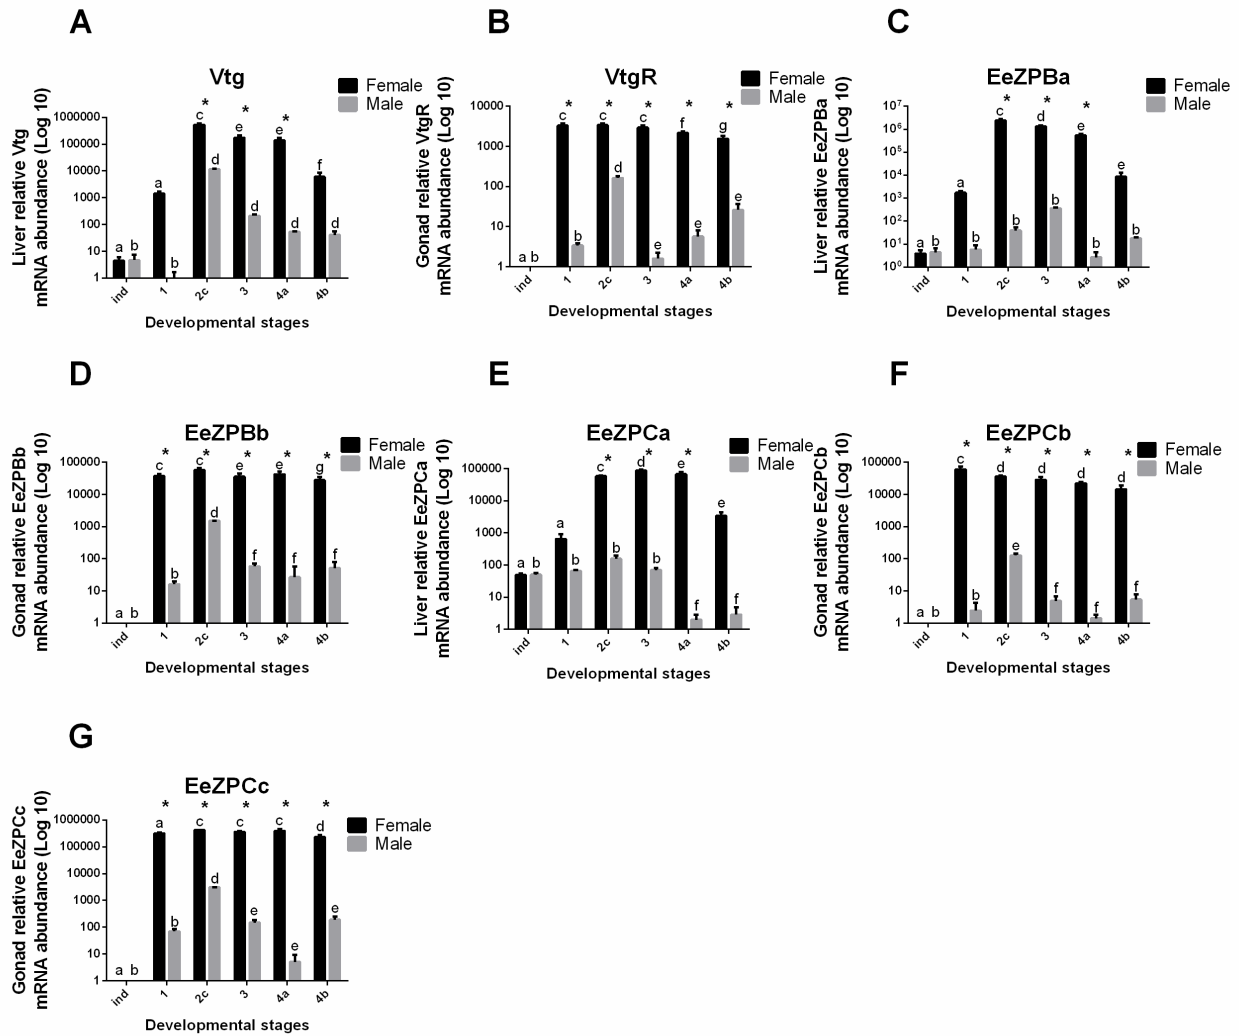 A
Vtg
Female
Male
Liver relative Vtg
mRNA abundance (Log 10)
1000000
100000
10000
1000
100
10
1
a b a b * c d * e d * e d f d
ind 1 2c 3 4a 4b
Developmental stages
B
VtgR
Female
Male
Gonad relative VtgR
mRNA abundance (Log 10)
10000
1000
100
10
1
a b * c b * c d * c e * f e * g e
ind 1 2c 3 4a 4b
Developmental stages
C
EeZPBa
Female
Male
Liver relative EeZPBa
mRNA abundance (Log 10)
10⁷
10⁶
10⁵
10⁴
10³
10²
10¹
10⁰
a b a b * c b * d b * e b e b
ind 1 2c 3 4a 4b
Developmental stages
D
EeZPBb
Female
Male
Gonad relative EeZPBb
mRNA abundance (Log 10)
100000
10000
1000
100
10
1
a b * c b * c d * e f * e f * g f
ind 1 2c 3 4a 4b
Developmental stages
E
EeZPCa
Female
Male
Liver relative EeZPCa
mRNA abundance (Log 10)
100000
10000
1000
100
10
1
a b a b * c b * d b * e f e f
ind 1 2c 3 4a 4b
Developmental stages
F
EeZPCb
Female
Male
Gonad relative EeZPCb
mRNA abundance (Log 10)
100000
10000
1000
100
10
1
a b * c b * d e * d f * d f * d f
ind 1 2c 3 4a 4b
Developmental stages
G
EeZPCc
Female
Male
Gonad relative EeZPCc
mRNA abundance (Log 10)
1000000
100000
10000
1000
100
10
1
a b * a b * c d * c e * c e * d e
ind 1 2c 3 4a 4b
Developmental stages